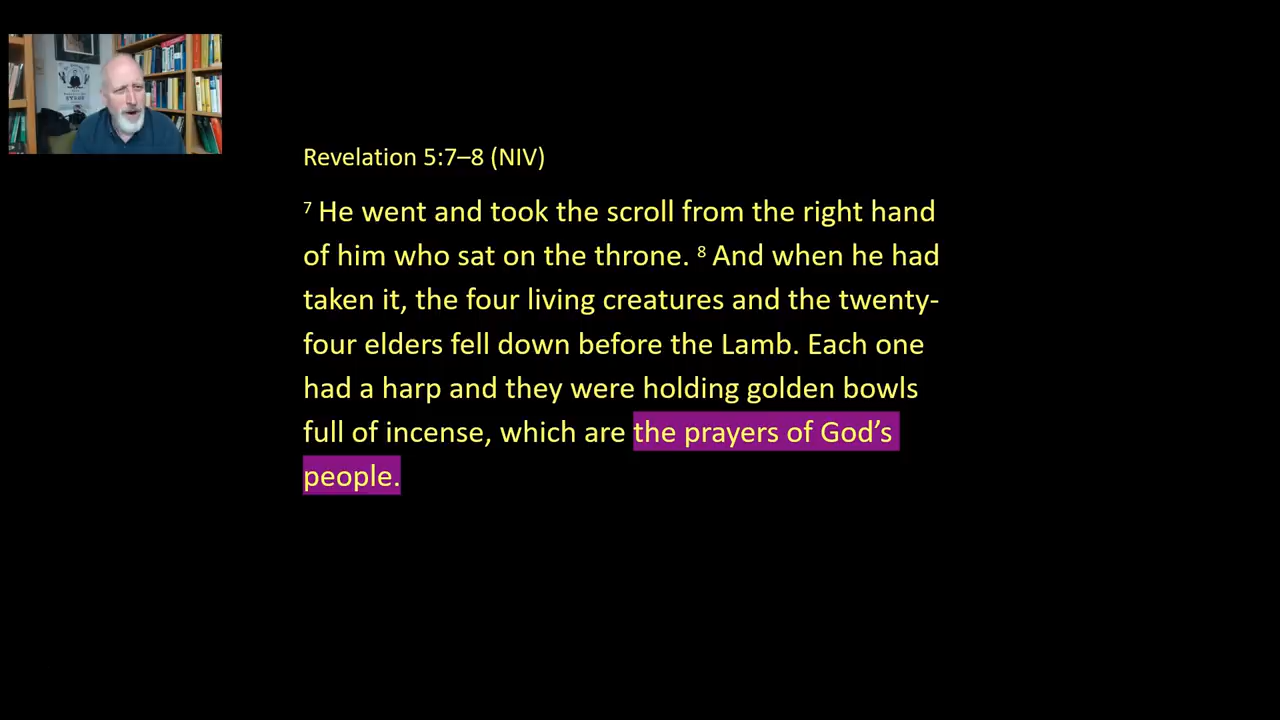 Revelation 5:7–8 (NIV)
⁷ He went and took the scroll from the right hand
of him who sat on the throne. ⁸ And when he had
taken it, the four living creatures and the twenty-
four elders fell down before the Lamb. Each one
had a harp and they were holding golden bowls
full of incense, which are the prayers of God’s
people.